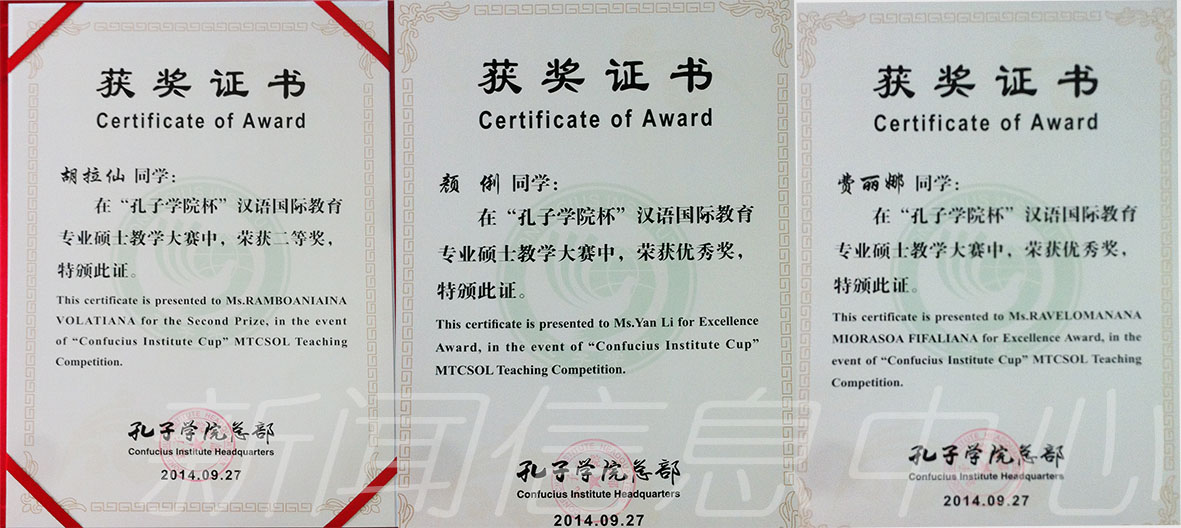 获奖证书
Certificate of Award
胡拉仙 同学：
在“孔子学院杯”汉语国际教育
专业硕士教学大赛中，荣获二等奖，
特颁此证。
This certificate is presented to Ms.RAMBOANIAINA
VOLATIANA for the Second Prize, in the event
of “Confucius Institute Cup” MTCSOL Teaching
Competition.
孔子学院总部
Confucius Institute Headquarters
2014.09.27
获奖证书
Certificate of Award
颜 俐 同学：
在“孔子学院杯”汉语国际教育
专业硕士教学大赛中，荣获优秀奖，
特颁此证。
This certificate is presented to Ms.Yan Li for Excellence
Award, in the event of “Confucius Institute Cup”
MTCSOL Teaching Competition.
孔子学院总部
Confucius Institute Headquarters
2014.09.27
获奖证书
Certificate of Award
费丽娜 同学：
在“孔子学院杯”汉语国际教育
专业硕士教学大赛中，荣获优秀奖，
特颁此证。
This certificate is presented to Ms.RAVELOMANANA
MIORASOA FIFALIANA for Excellence Award, in the
event of “Confucius Institute Cup” MTCSOL Teaching
Competition.
孔子学院总部
Confucius Institute Headquarters
2014.09.27
新闻信息中心